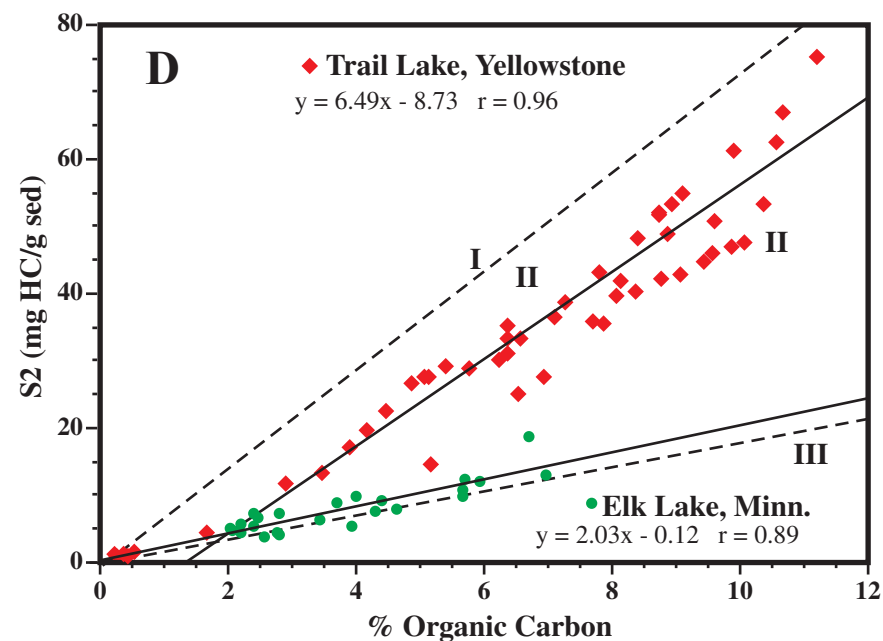 D
Trail Lake, Yellowstone
y = 6.49x - 8.73 r = 0.96
80
60
40
20
0
S2 (mg HC/g sed)
I
II
II
III
Elk Lake, Minn.
y = 2.03x - 0.12 r = 0.89
0 2 4 6 8 10 12
% Organic Carbon